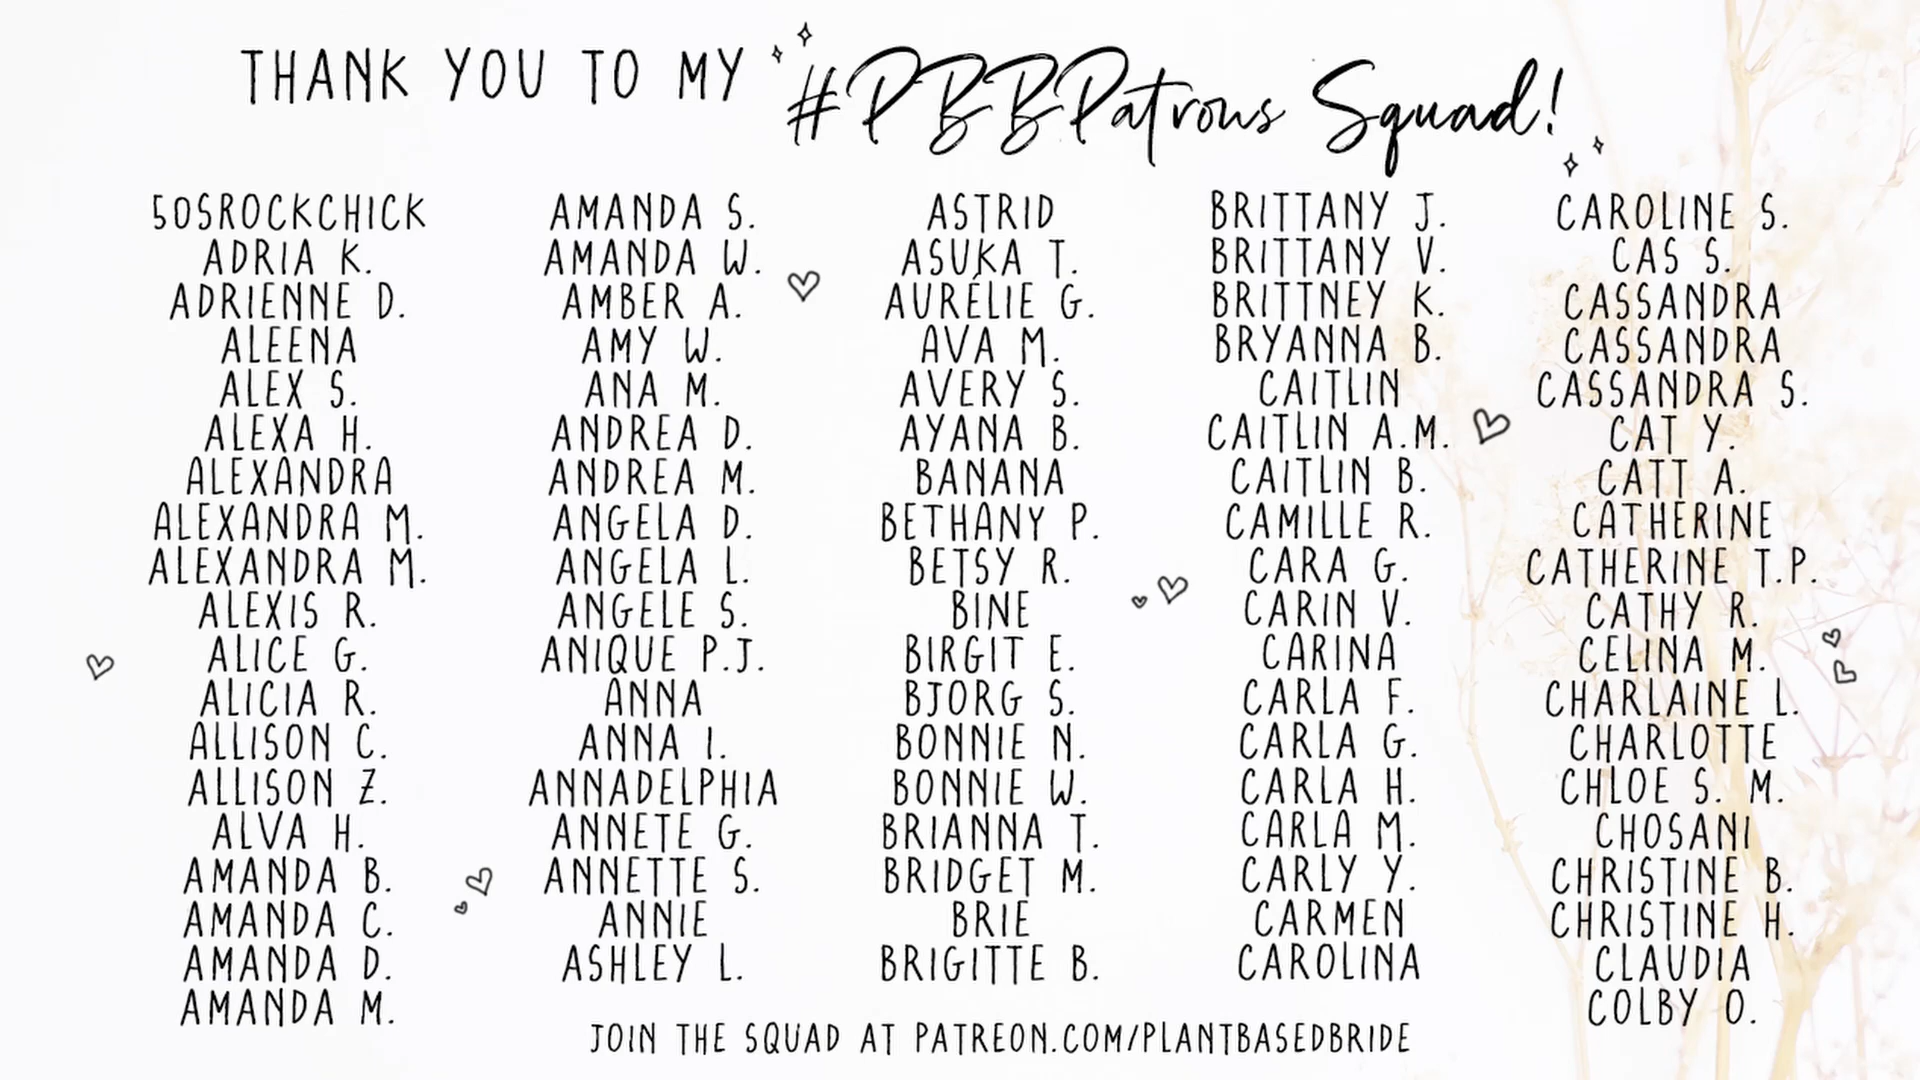 THANK YOU TO MY #PBBPatrons Squad!
50SROCKCHICK
ADRIA K.
ADRIENNE D.
ALEENA
ALEX S.
ALEXA H.
ALEXANDRA
ALEXANDRA M.
ALEXANDRA M.
ALEXIS R.
ALICE G.
ALICIA R.
ALLISON C.
ALLISON Z.
ALVA H.
AMANDA B.
AMANDA C.
AMANDA D.
AMANDA M.
AMANDA S.
AMANDA W.
AMBER A.
AMY W.
ANA M.
ANDREA D.
ANDREA M.
ANGELA D.
ANGELA L.
ANGELE S.
ANIQUE P.J.
ANNA
ANNA I.
ANNADELPHIA
ANNETE G.
ANNETTE S.
ANNIE
ASHLEY L.
ASTRID
ASUKA T.
AURÉLIE G.
AVA M.
AVERY S.
AYANA B.
BANANA
BETHANY P.
BETSY R.
BINE
BIRGIT E.
BJORG S.
BONNIE N.
BONNIE W.
BRIANNA T.
BRIDGET M.
BRIE
BRIGITTE B.
BRITTANY J.
BRITTANY V.
BRITTNEY K.
BRYANNA B.
CAITLIN
CAITLIN A.M.
CAITLIN B.
CAMILLE R.
CARA G.
CARIN V.
CARINA
CARLA F.
CARLA G.
CARLA H.
CARLA M.
CARLY Y.
CARMEN
CAROLINA
CAROLINE S.
CAS S.
CASSANDRA
CASSANDRA
CASSANDRA S.
CAT Y.
CATT A.
CATHERINE
CATHERINE T.P.
CATHY R.
CELINA M.
CHARLAINE L.
CHARLOTTE
CHLOE S. M.
CHOSANI
CHRISTINE B.
CHRISTINE H.
CLAUDIA
COLBY O.
JOIN THE SQUAD AT PATREON.COM/PLANTBASEDBRIDE